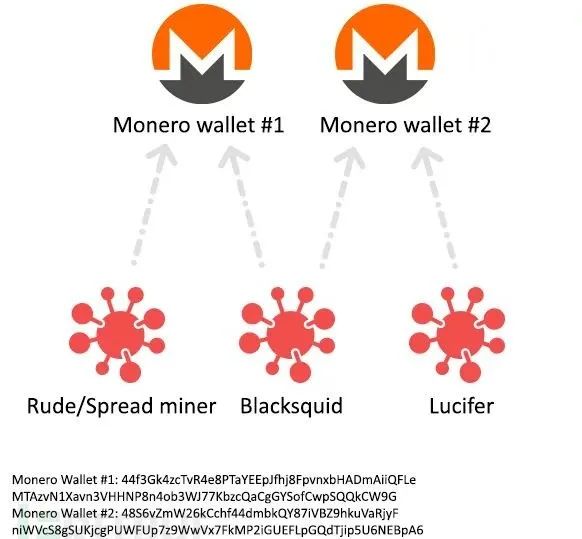 Monero wallet #1
Monero wallet #2
Rude/Spread miner
Blacksquid
Lucifer
Monero Wallet #1: 44f3Gk4zcTvR4e8PTaYEEpJfhj8FpvnxbHADmAiiQFLe
MTAzvN1Xavn3VHHNP8n4ob3WJ77KbzcQaCgGYSofCwpSQQkCW9G
Monero Wallet #2: 48S6vZmW26kCchf44dmbkQY87iVBZ9hkuVaRjyF
niWVcS8gSUKjcgPUWFUp7z9WwVx7FkMP2iGUEFLpGQdTjip5U6NEBpA6